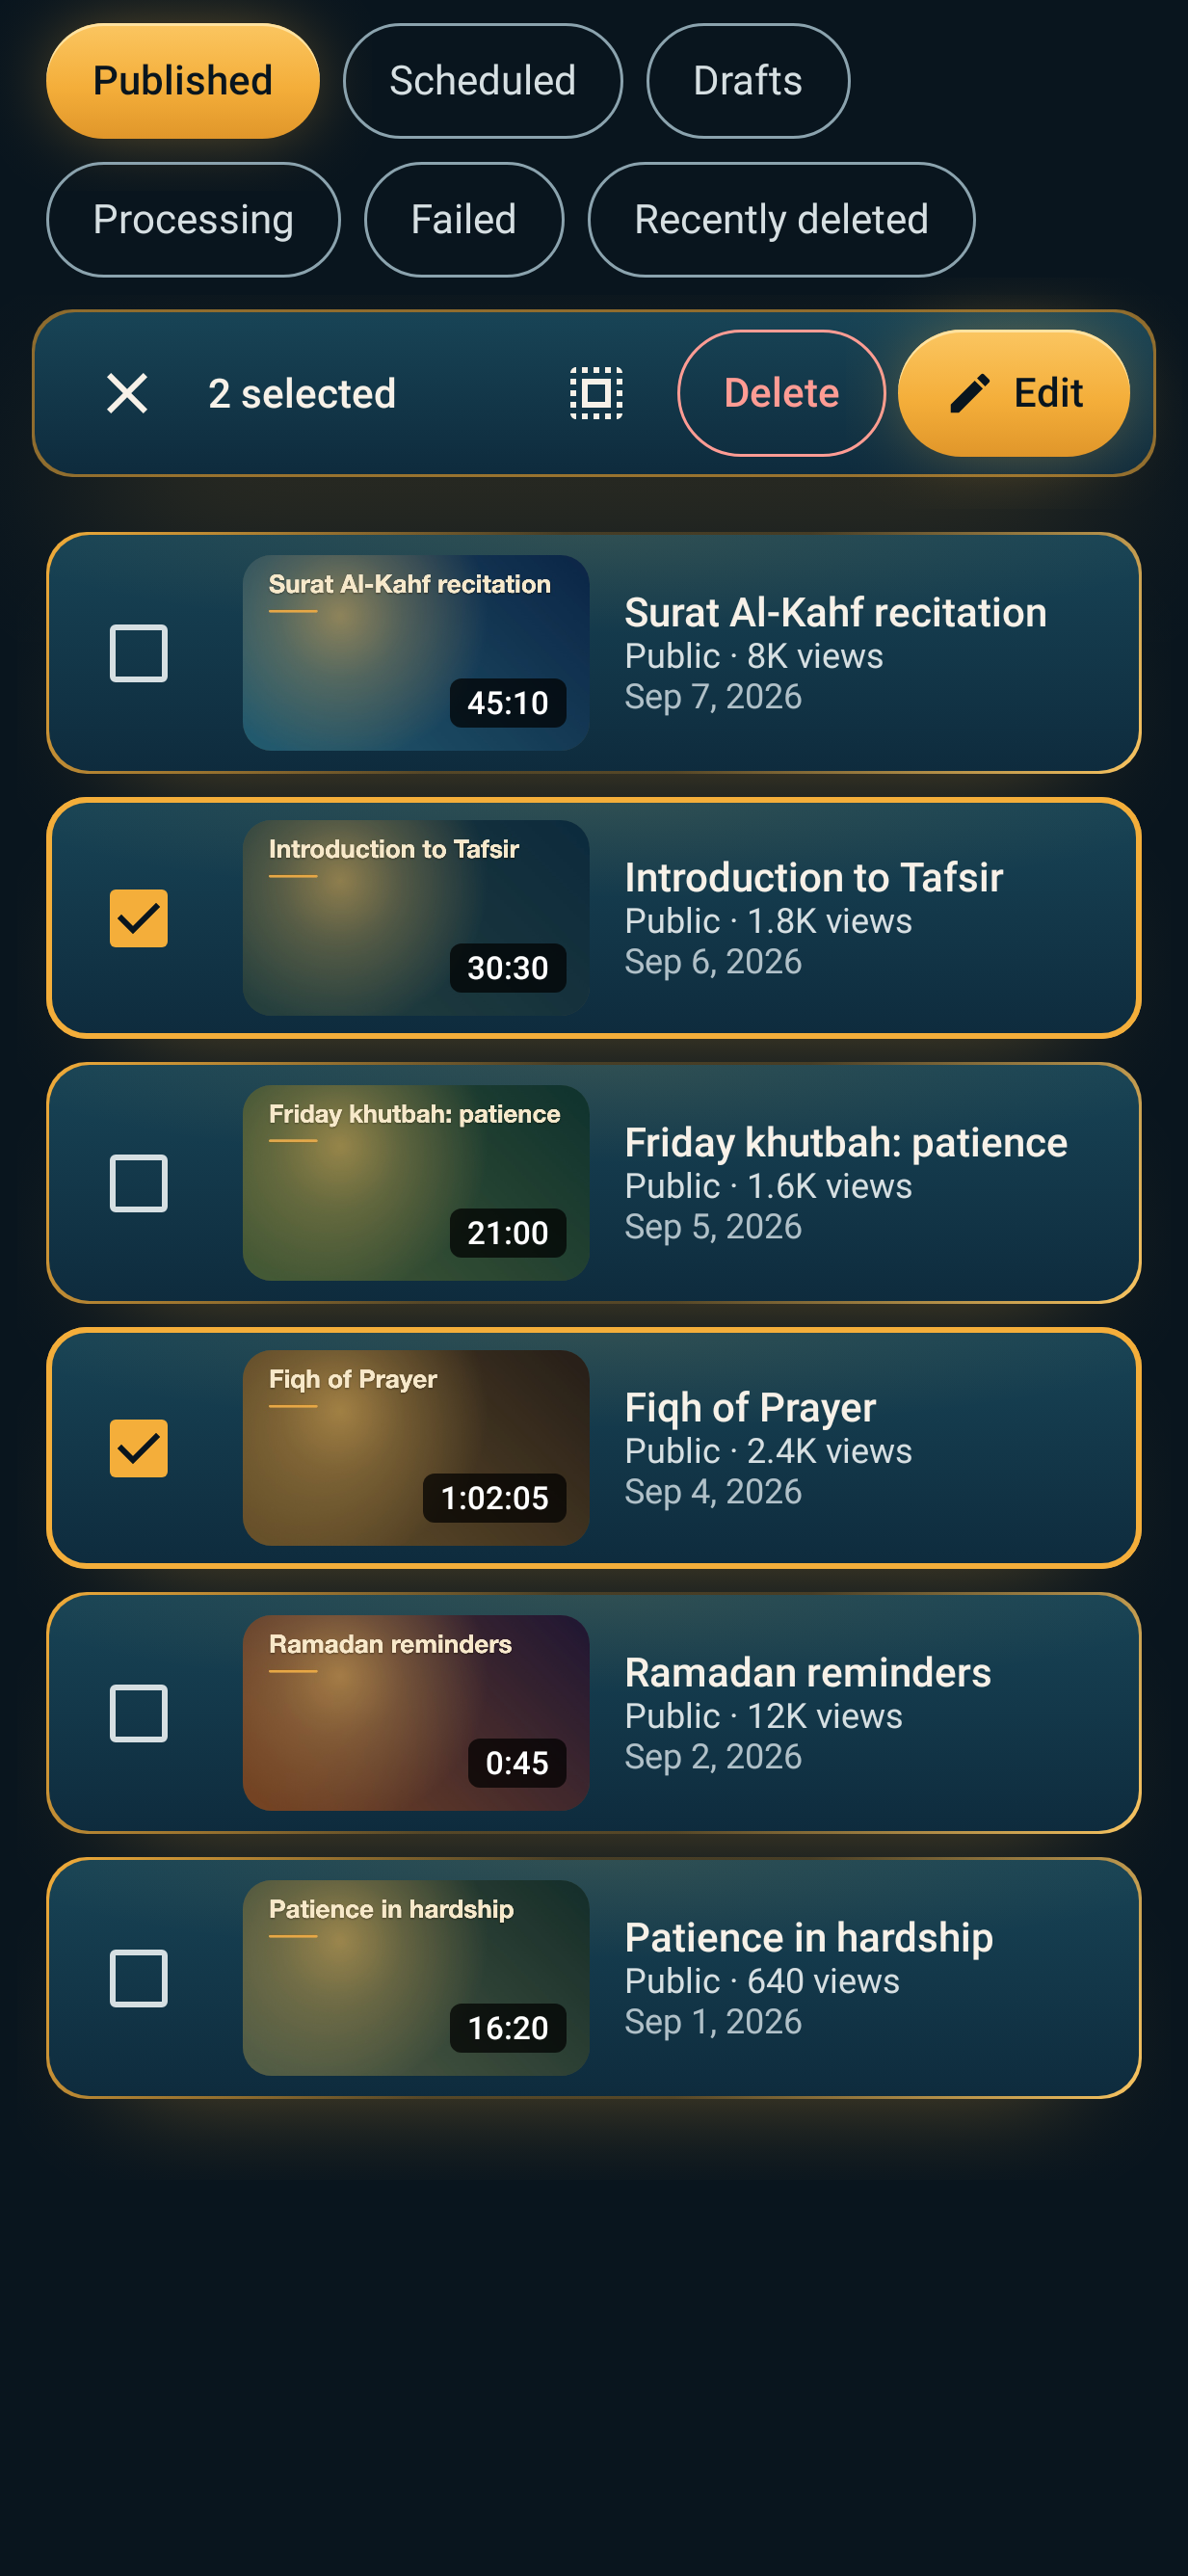 Published
Scheduled
Drafts
Processing
Failed
Recently deleted
2 selected
Delete
Edit
Surat Al-Kahf recitation
45:10
Surat Al-Kahf recitation
Public · 8K views
Sep 7, 2026
Introduction to Tafsir
30:30
Introduction to Tafsir
Public · 1.8K views
Sep 6, 2026
Friday khutbah: patience
21:00
Friday khutbah: patience
Public · 1.6K views
Sep 5, 2026
Fiqh of Prayer
1:02:05
Fiqh of Prayer
Public · 2.4K views
Sep 4, 2026
Ramadan reminders
0:45
Ramadan reminders
Public · 12K views
Sep 2, 2026
Patience in hardship
16:20
Patience in hardship
Public · 640 views
Sep 1, 2026